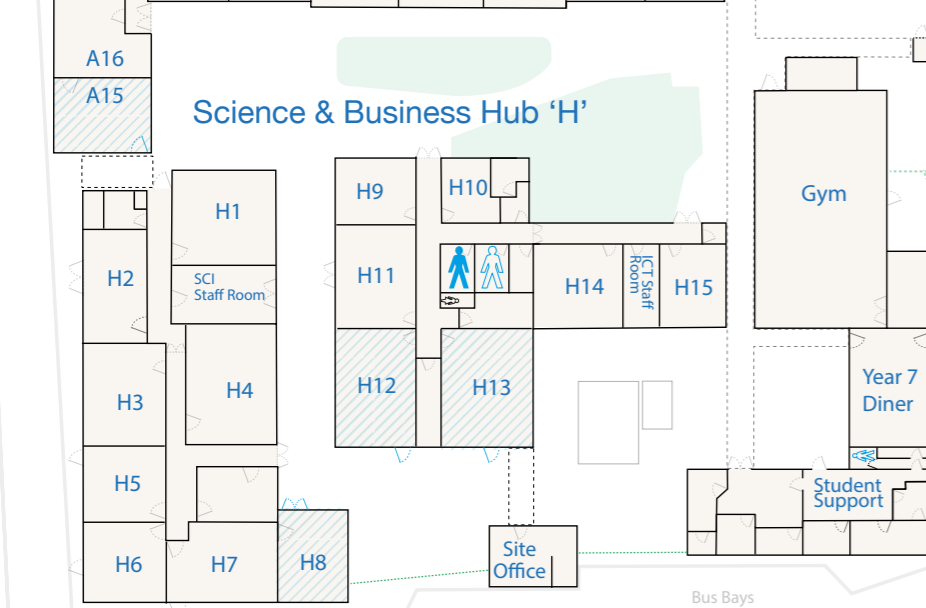 A16
A15
Science & Business Hub ‘H’
H9
H10
H1
Gym
H2
SCI
Staff Room
H11
H14
ICT Staff
Room
H15
H3
H4
H12
H13
Year 7
Diner
H5
Student
Support
H6
H7
H8
Site
Office
Bus Bays